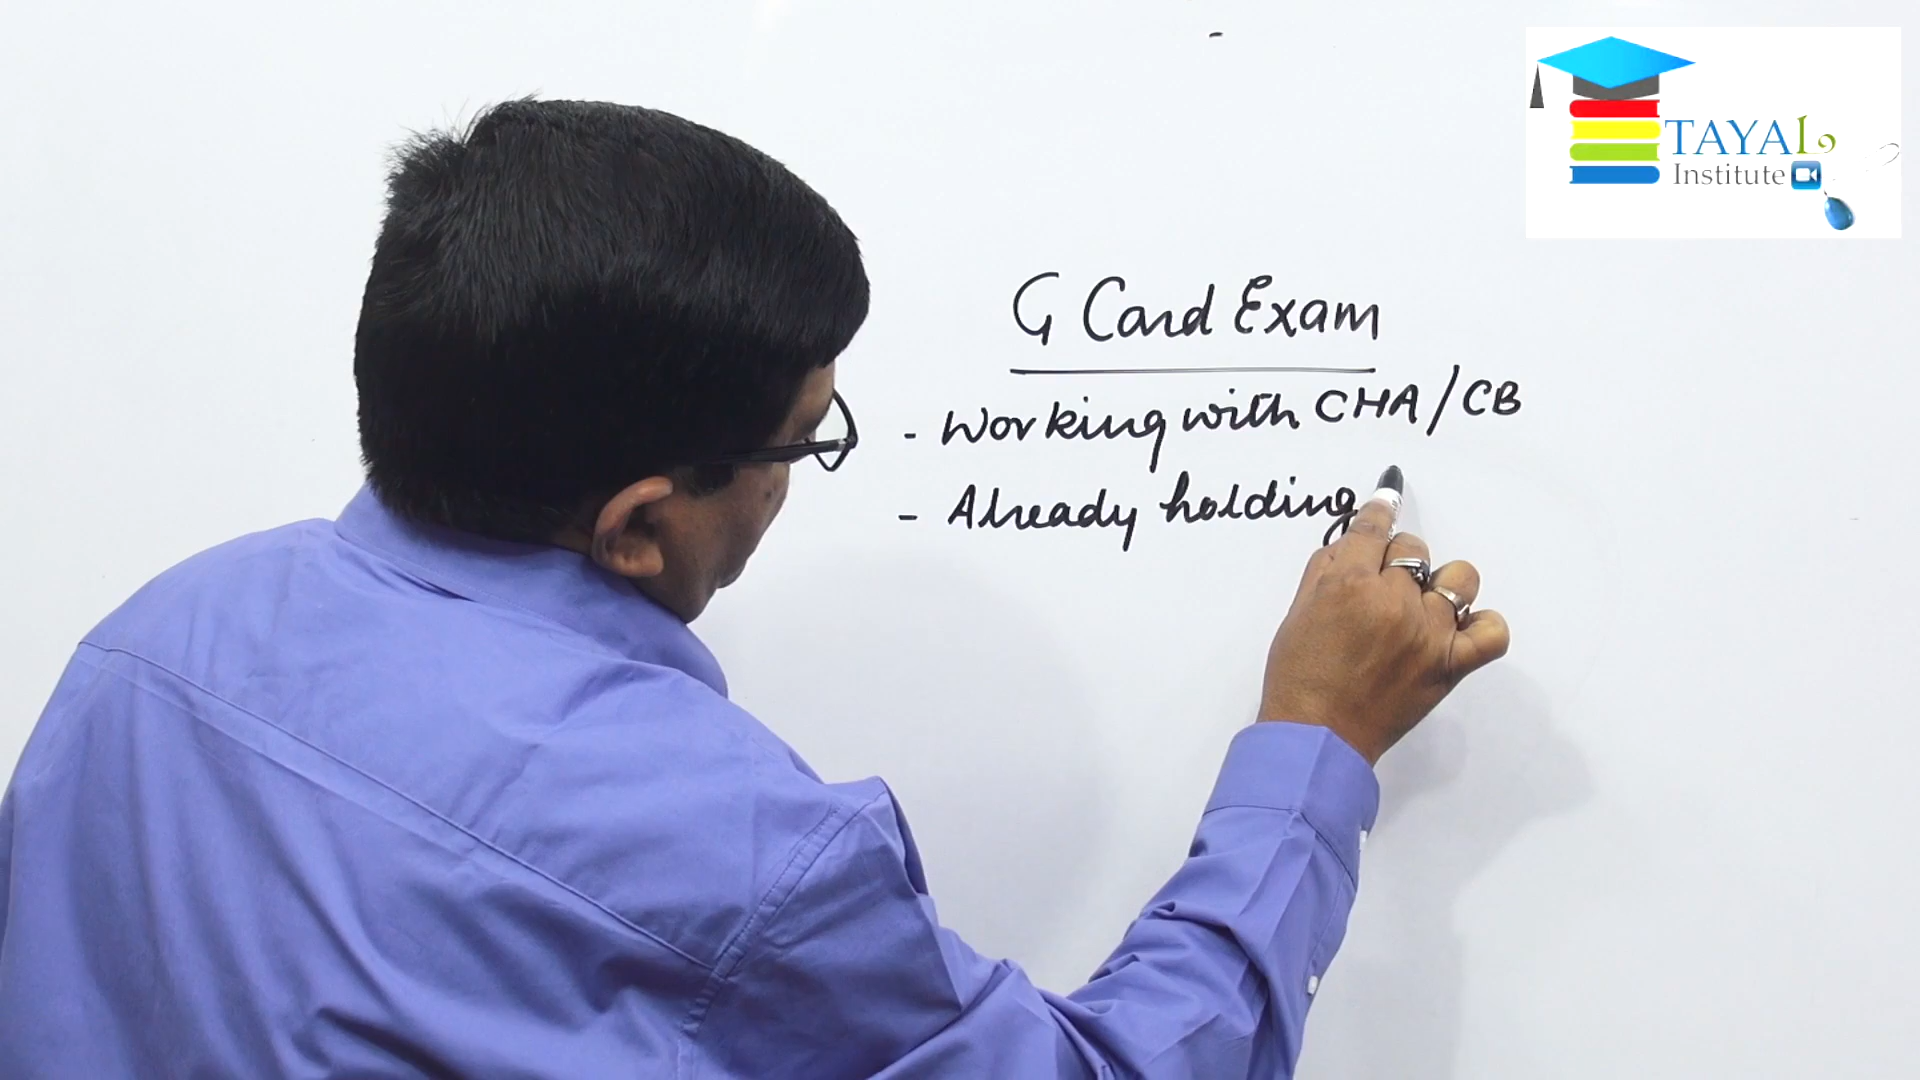 TAYAL
Institute
G Card Exam
- Working with CHA/CB
- Already holding